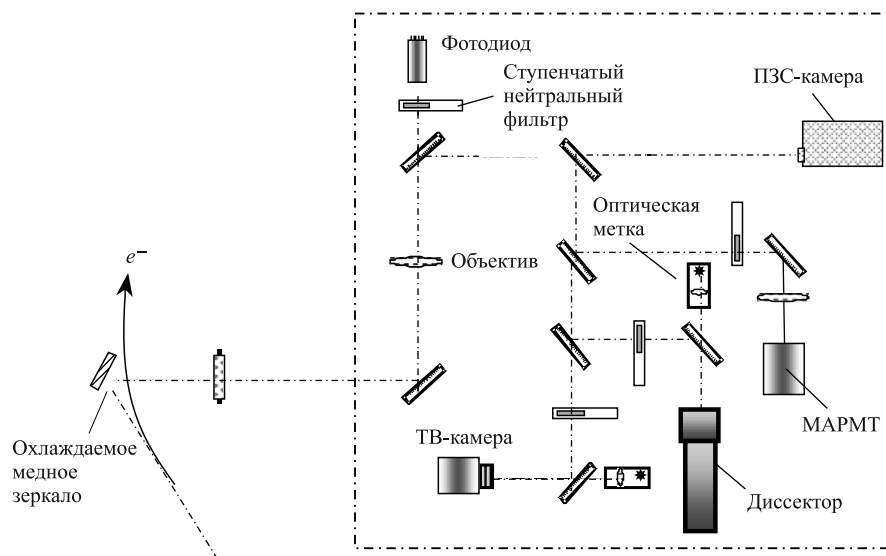 Фотодиод
Ступенчатый
нейтральный
фильтр
ПЗС-камера
Оптическая
метка
Объектив
e−
МАРМТ
Охлаждаемое
медное
зеркало
ТВ-камера
Диссектор